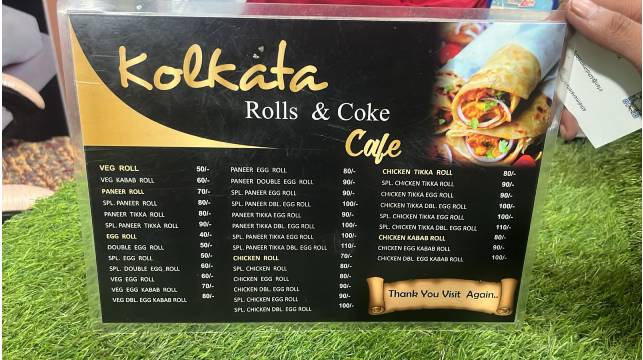 Kolkata
Rolls & Coke
Cafe
VEG ROLL 50/-
VEG KABAB ROLL 60/-
PANEER ROLL 70/-
SPL. PANEER ROLL 80/-
PANEER TIKKA ROLL 80/-
SPL. PANEER TIKKA ROLL 90/-
EGG ROLL 40/-
DOUBLE EGG ROLL 50/-
SPL. EGG ROLL 50/-
SPL. DOUBLE EGG ROLL 60/-
VEG EGG ROLL 60/-
VEG EGG KABAB ROLL 70/-
VEG DBL. EGG KABAB ROLL 80/-
PANEER EGG ROLL 80/-
PANEER DOUBLE EGG ROLL 90/-
SPL. PANEER EGG ROLL 90/-
SPL. PANEER DBL. EGG ROLL 100/-
PANEER TIKKA EGG ROLL 90/-
PANEER TIKKA DBL. EGG ROLL 100/-
SPL. PANEER TIKKA EGG ROLL 100/-
SPL. PANEER TIKKA DBL. EGG ROLL 110/-
CHICKEN ROLL 70/-
SPL. CHICKEN ROLL 80/-
CHICKEN EGG ROLL 80/-
CHICKEN DBL. EGG ROLL 90/-
SPL. CHICKEN EGG ROLL 90/-
SPL. CHICKEN DBL. EGG ROLL 100/-
CHICKEN TIKKA ROLL 80/-
SPL. CHICKEN TIKKA ROLL 90/-
CHICKEN TIKKA EGG ROLL 90/-
CHICKEN TIKKA DBL. EGG ROLL 100/-
SPL. CHICKEN TIKKA EGG ROLL 100/-
SPL. CHICKEN TIKKA DBL. EGG ROLL 110/-
CHICKEN KABAB ROLL 80/-
CHICKEN EGG KABAB ROLL 90/-
CHICKEN DBL. EGG KABAB ROLL 100/-
Thank You Visit Again..